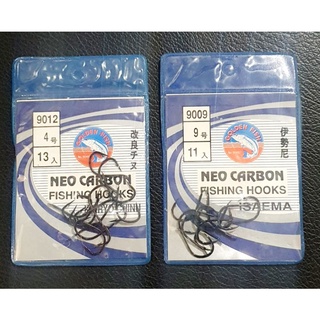 9012
4号
13入
改良チヌ
NEO CARBON
FISHING HOOKS
9009
9号
11入
伊勢尼
NEO CARBON
FISHING HOOKS
iSAEMA